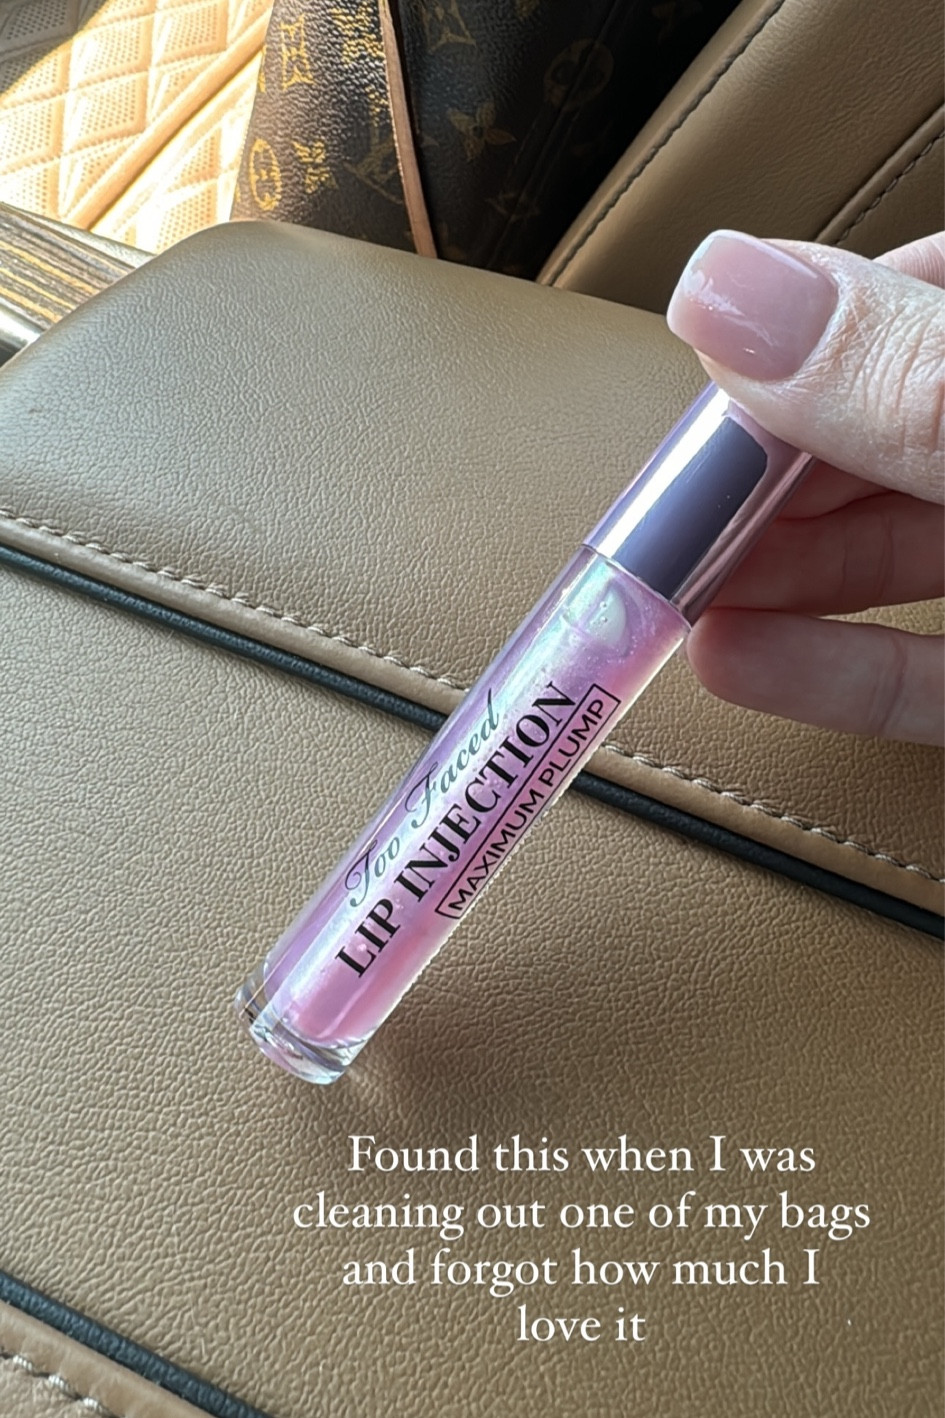 Too Faced
LIP INJECTION
MAXIMUM PLUMP
Found this when I was
cleaning out one of my bags
and forgot how much I
love it